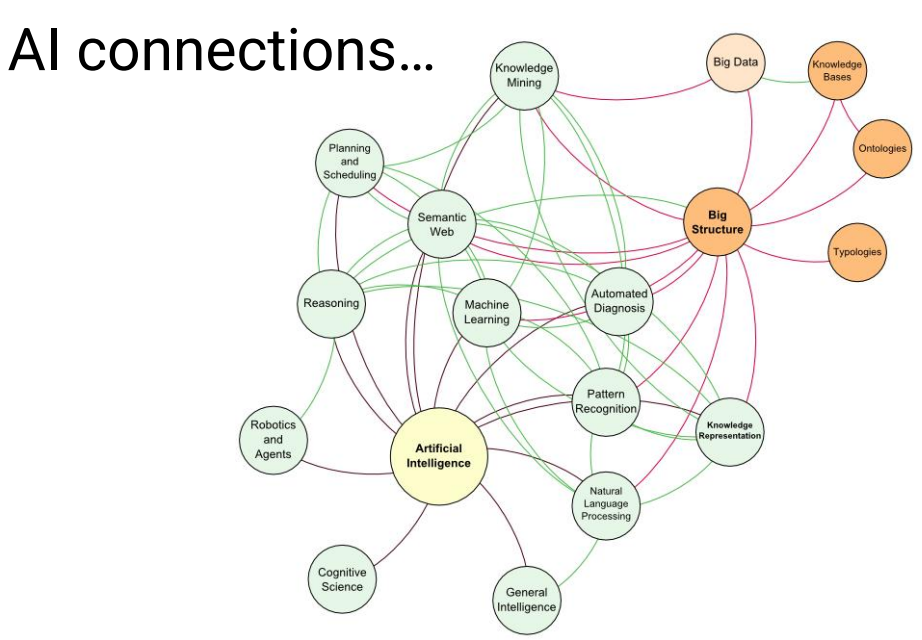 AI connections…
Knowledge
Mining
Big Data
Knowledge
Bases
Ontologies
Planning
and
Scheduling
Semantic
Web
Big
Structure
Typologies
Reasoning
Machine
Learning
Automated
Diagnosis
Pattern
Recognition
Knowledge
Representation
Robotics
and
Agents
Artificial
Intelligence
Natural
Language
Processing
Cognitive
Science
General
Intelligence